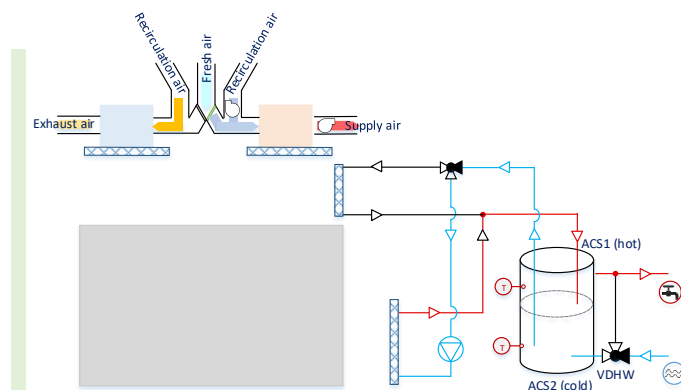 Recirculation air
Fresh air
Recirculation air
Exhaust air
Supply air
ACS1 (hot)
T
T
VDHW
ACS2 (cold)